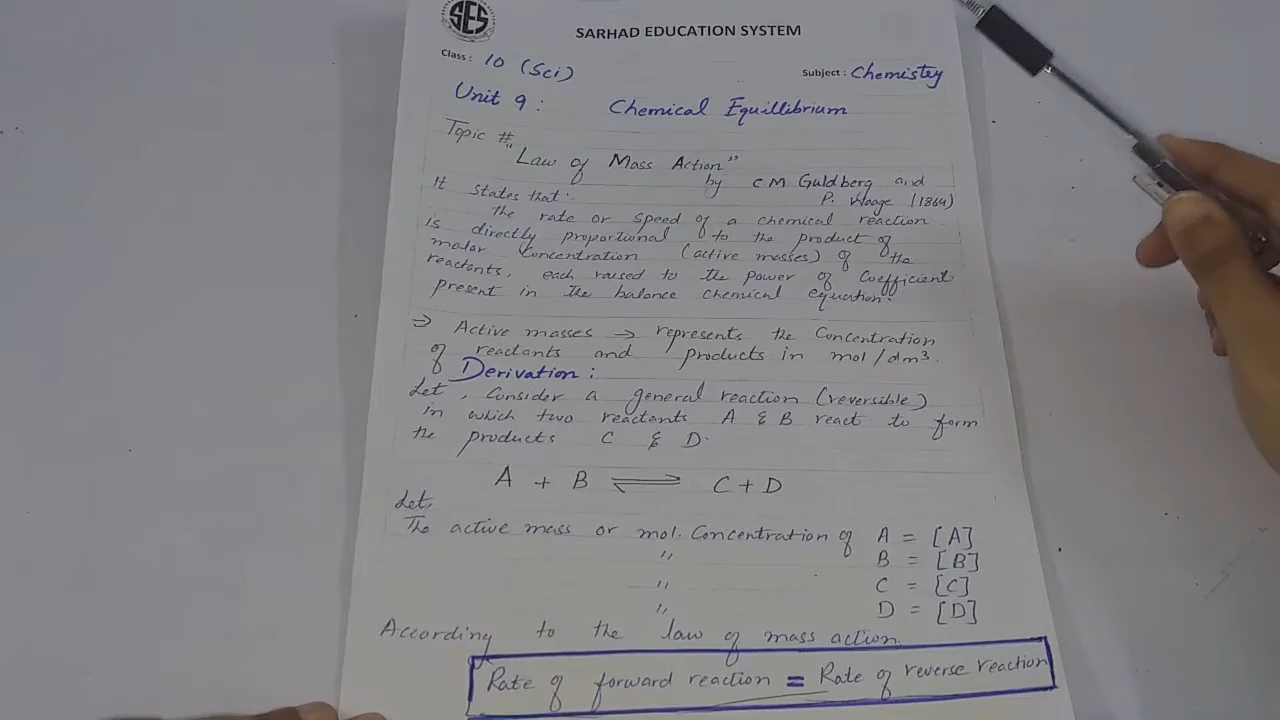 SES
SARHAD EDUCATION SYSTEM
Class : 10 (Sci)
Subject : Chemistry
Unit 9 : Chemical Equillibrium
Topic #
"Law of Mass Action"
by C M Guldberg and
P. Waage (1864)
It states that :
the rate or speed of a chemical reaction
is directly proportional to the product of
molar concentration (active masses) of the
reactants, each raised to the power of coefficient
present in the balance chemical equation.
⇒ Active masses → represents the concentration
of reactants and products in mol/dm³.
Derivation :
Let, consider a general reaction (reversible)
in which two reactants A & B react to form
the products C & D.
A + B ⇌ C + D
Let,
The active mass or mol. concentration of A = [A]
" B = [B]
" C = [C]
" D = [D]
According to the law of mass action.
Rate of forward reaction = Rate of reverse reaction